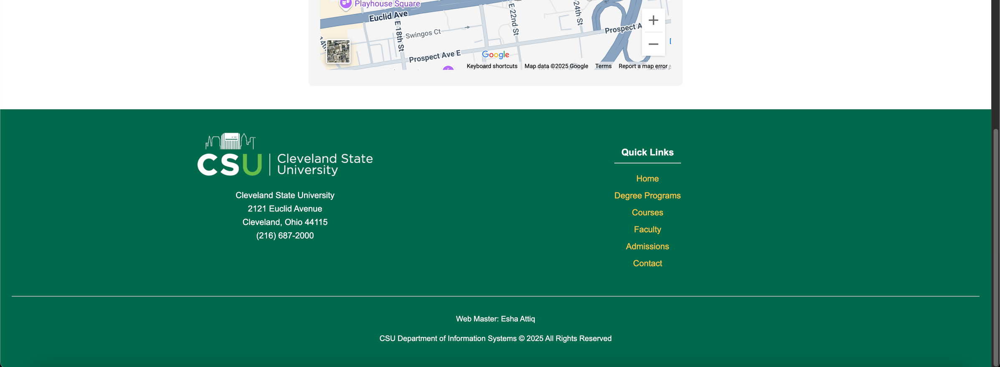 Playhouse Square
Euclid Ave
E 18th St
Swingos Ct
E 22nd St
24th St
Prospect A
14th
Prospect Ave E
Google
Keyboard shortcuts
Map data ©2025 Google
Terms
Report a map error
CSU
CSU
Cleveland State
University
Cleveland State University
2121 Euclid Avenue
Cleveland, Ohio 44115
(216) 687-2000
Quick Links
Home
Degree Programs
Courses
Faculty
Admissions
Contact
Web Master: Esha Attiq
CSU Department of Information Systems © 2025 All Rights Reserved